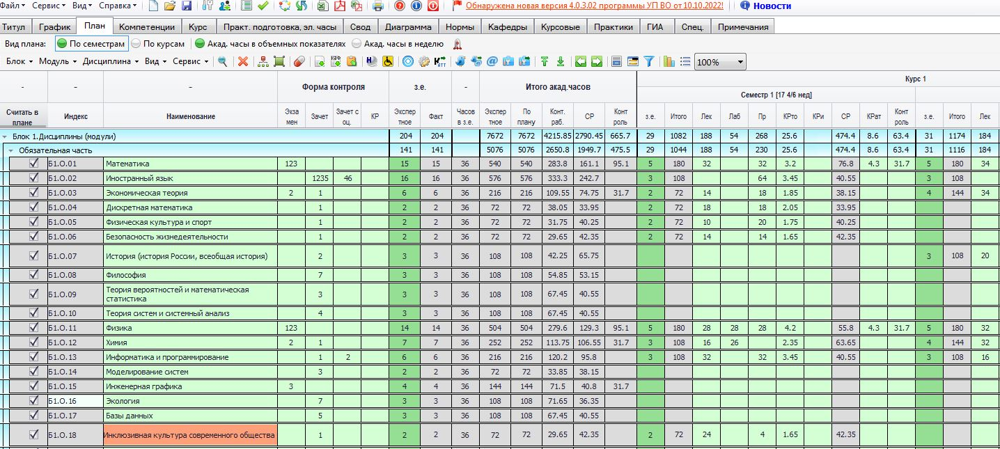 Файл Сервис Вид Справка Обнаружена новая версия 4.0.3.02 программы УП ВО от 10.10.2022! Новости
Титул График План Компетенции Курс Практ. подготовка, эл. часы Свод Диаграмма Нормы Кафедры Курсовые Практики ГИА Спец. Примечания
Вид плана: По семестрам По курсам Акад. часы в объемных показателях Акад. часы в неделю
Блок Модуль Дисциплина Вид Сервис 100%
- - - Форма контроля з.е. - Итого акад.часов Курс 1
Семестр 1 [17 4/6 нед]
Считать в плане Индекс Наименование Экза мен Зачет Зачет с оц. КР Экспер тное Факт Часов в з.е. Экспер тное По плану Конт. раб. СР Конт роль з.е. Итого Лек Лаб Пр КРто КРи СР КРат Конт роль з.е. Итого Лек
Блок 1.Дисциплины (модули) 204 204 7672 7672 4215.85 2790.45 665.7 29 1082 188 54 268 25.6 474.4 8.6 63.4 31 1174 184
Обязательная часть 141 141 5076 5076 2650.8 1949.7 475.5 29 1044 188 54 230 25.6 474.4 8.6 63.4 31 1116 184
Б1.О.01 Математика 123 15 15 36 540 540 283.8 161.1 95.1 5 180 32 32 3.2 76.8 4.3 31.7 5 180 34
Б1.О.02 Иностранный язык 1235 46 16 16 36 576 576 333.3 242.7 3 108 64 3.45 40.55 3 108
Б1.О.03 Экономическая теория 2 1 6 6 36 216 216 109.55 74.75 31.7 2 72 14 18 1.85 38.15 4 144 34
Б1.О.04 Дискретная математика 1 2 2 36 72 72 38.05 33.95 2 72 18 18 2.05 33.95
Б1.О.05 Физическая культура и спорт 1 2 2 36 72 72 31.75 40.25 2 72 10 20 1.75 40.25
Б1.О.06 Безопасность жизнедеятельности 1 2 2 36 72 72 29.65 42.35 2 72 14 14 1.65 42.35
Б1.О.07 История (история России, всеобщая история) 2 3 3 36 108 108 42.25 65.75 3 108 20
Б1.О.08 Философия 7 3 3 36 108 108 54.85 53.15
Б1.О.09 Теория вероятностей и математическая статистика 3 3 3 36 108 108 67.45 40.55
Б1.О.10 Теория систем и системный анализ 4 3 3 36 108 108 67.45 40.55
Б1.О.11 Физика 123 14 14 36 504 504 279.6 129.3 95.1 5 180 28 28 28 4.2 55.8 4.3 31.7 5 180 32
Б1.О.12 Химия 2 1 7 7 36 252 252 113.75 106.55 31.7 3 108 16 26 2.35 63.65 4 144 32
Б1.О.13 Информатика и программирование 1 2 6 6 36 216 216 120.2 95.8 3 108 32 32 3.45 40.55 3 108 16
Б1.О.14 Моделирование систем 3 2 2 36 72 72 33.85 38.15
Б1.О.15 Инженерная графика 3 4 4 36 144 144 71.5 40.8 31.7
Б1.О.16 Экология 7 3 3 36 108 108 71.65 36.35
Б1.О.17 Базы данных 5 3 3 36 108 108 67.45 40.55
Б1.О.18 Инклюзивная культура современного общества 1 2 2 36 72 72 29.65 42.35 2 72 24 4 1.65 42.35